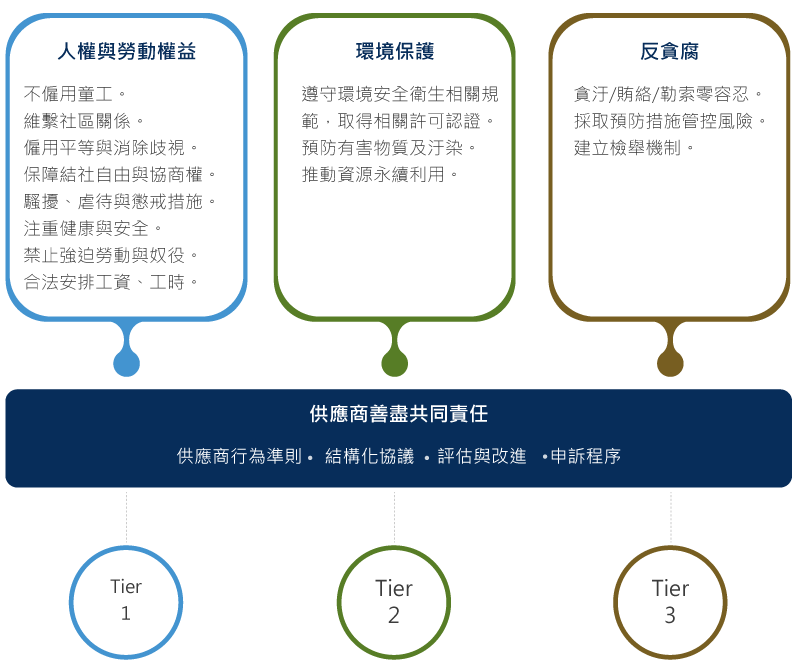 人權與勞動權益
不僱用童工。
維繫社區關係。
僱用平等與消除歧視。
保障結社自由與協商權。
騷擾、虐待與懲戒措施。
注重健康與安全。
禁止強迫勞動與奴役。
合法安排工資、工時。
環境保護
遵守環境安全衛生相關規
範，取得相關許可認證。
預防有害物質及汙染。
推動資源永續利用。
反貪腐
貪汙/賄絡/勒索零容忍。
採取預防措施管控風險。
建立檢舉機制。
供應商善盡共同責任
供應商行為準則• 結構化協議 •評估與改進 •申訴程序
Tier
1
Tier
2
Tier
3